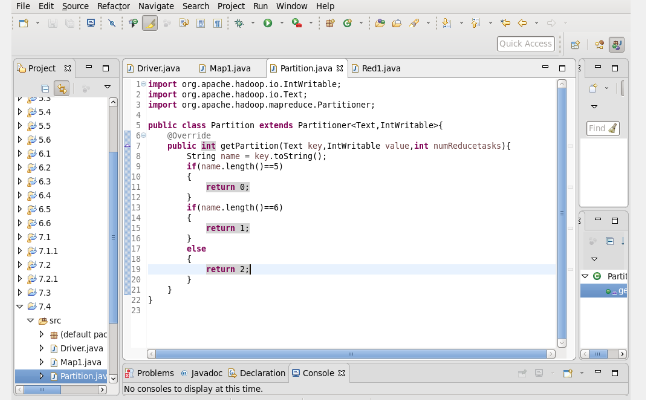 File Edit Source Refactor Navigate Search Project Run Window Help
Quick Access
Project
Driver.java Map1.java Partition.java Red1.java
5.3
5.4
5.5
5.6
6.1
6.2
6.3
6.4
6.5
6.6
7.1
7.1.1
7.2
7.2.1
7.3
7.4
src
(default pac
Driver.java
Map1.java
Partition.jav
1 import org.apache.hadoop.io.IntWritable;
2 import org.apache.hadoop.io.Text;
3 import org.apache.hadoop.mapreduce.Partitioner;
4
5 public class Partition extends Partitioner<Text,IntWritable>{
6 @Override
7 public int getPartition(Text key,IntWritable value,int numReducetasks){
8 String name = key.toString();
9 if(name.length()==5)
10 {
11 return 0;
12 }
13 if(name.length()==6)
14 {
15 return 1;
16 }
17 else
18 {
19 return 2;
20 }
21 }
22 }
23
Find
Partit
ge
Problems Javadoc Declaration Console
No consoles to display at this time.